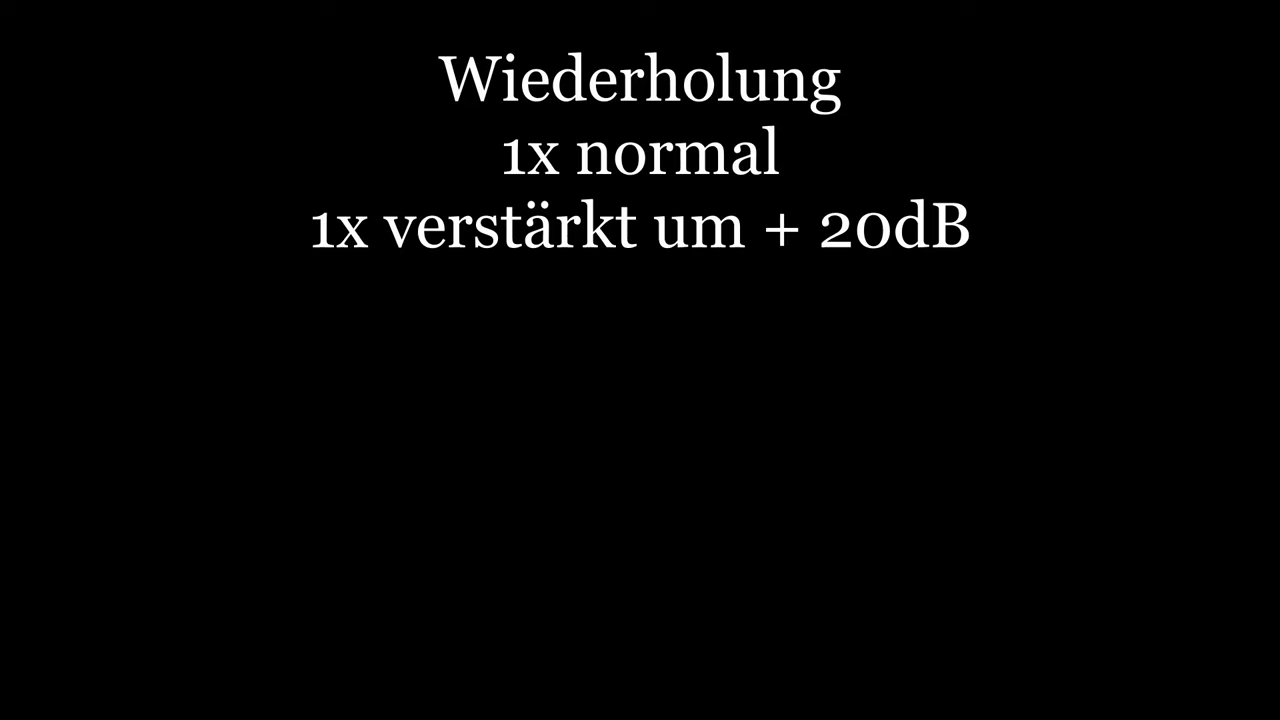 Wiederholung
1x normal
1x verstärkt um + 20dB